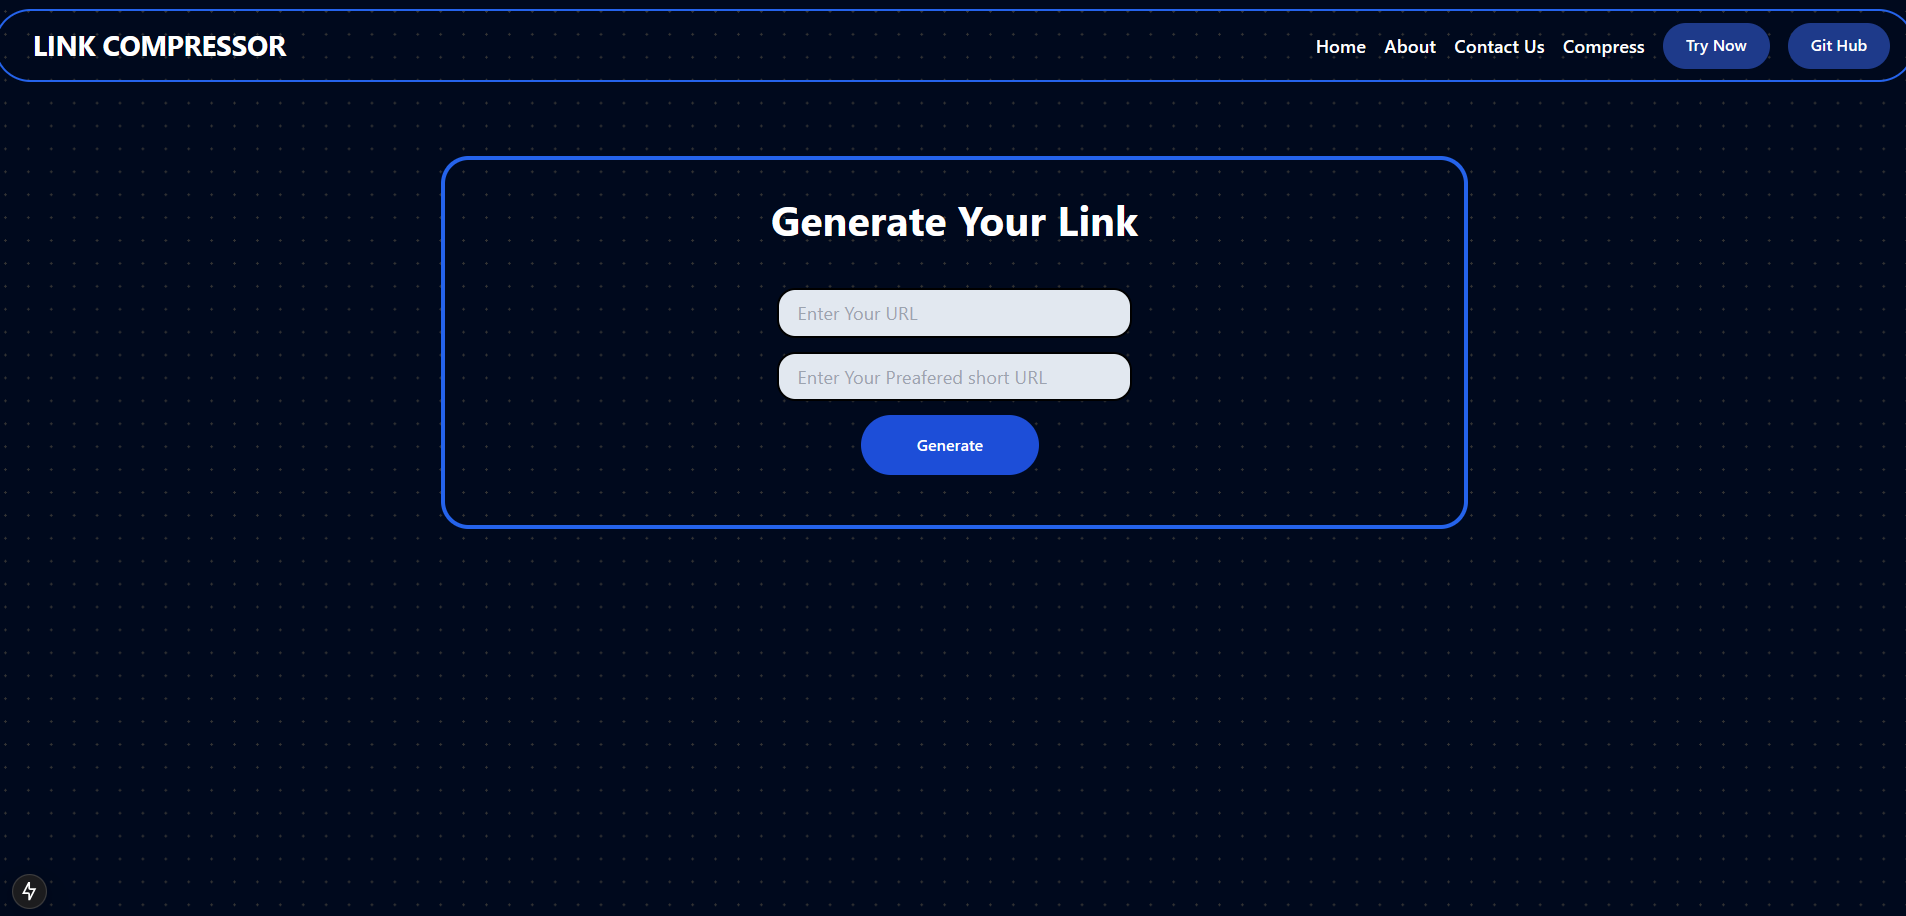 LINK COMPRESSOR
Home About Contact Us Compress Try Now Git Hub
Generate Your Link
Enter Your URL
Enter Your Preafered short URL
Generate